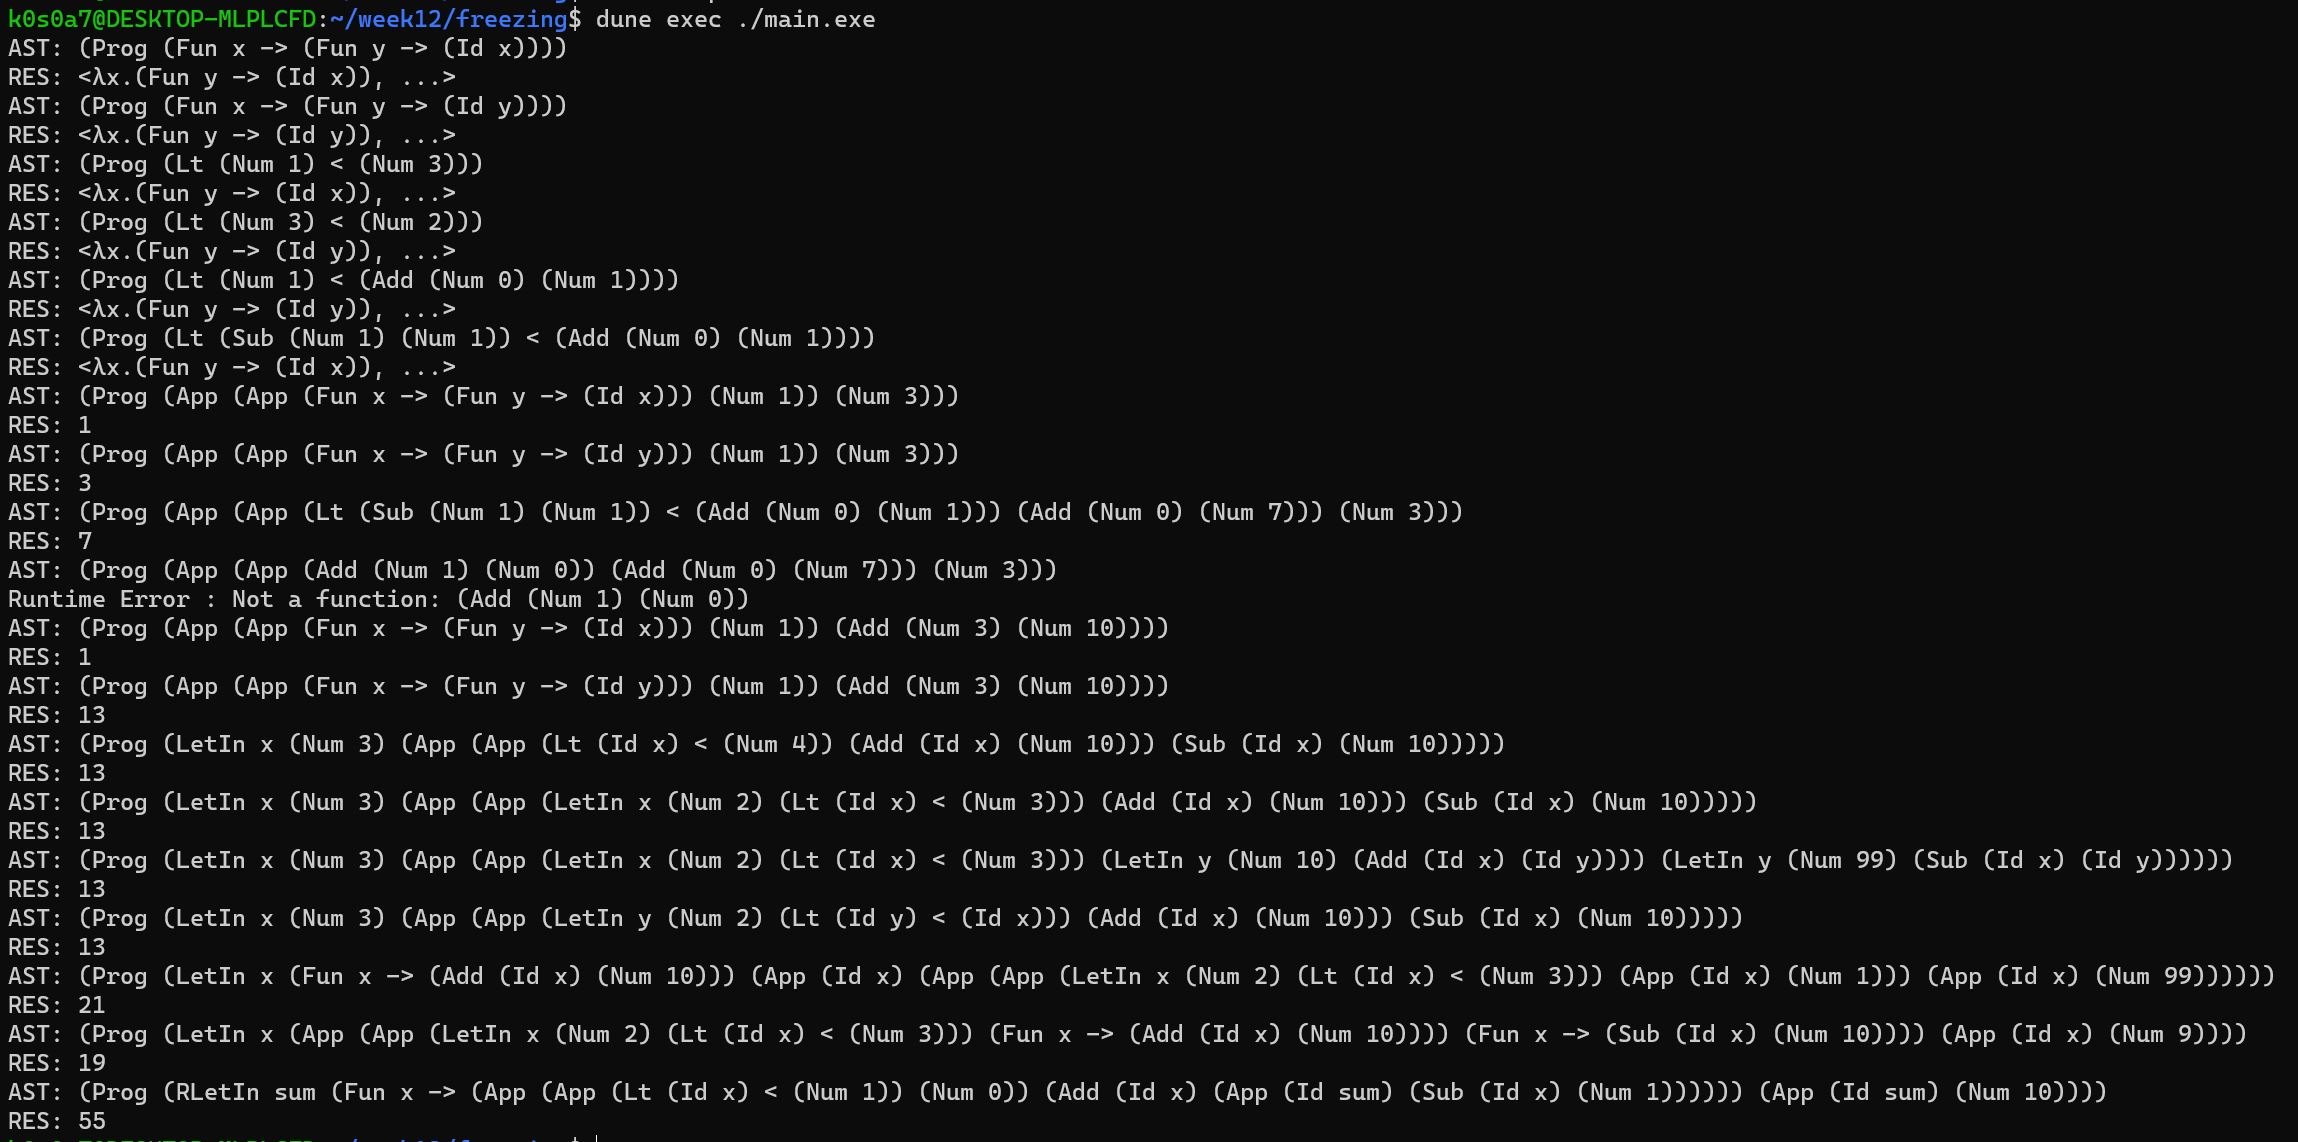 k0s0a7@DESKTOP-MLPLCFD:~/week12/freezing$ dune exec ./main.exe
AST: (Prog (Fun x -> (Fun y -> (Id x))))
RES: <λx.(Fun y -> (Id x)), ...>
AST: (Prog (Fun x -> (Fun y -> (Id y))))
RES: <λx.(Fun y -> (Id y)), ...>
AST: (Prog (Lt (Num 1) < (Num 3)))
RES: <λx.(Fun y -> (Id x)), ...>
AST: (Prog (Lt (Num 3) < (Num 2)))
RES: <λx.(Fun y -> (Id y)), ...>
AST: (Prog (Lt (Num 1) < (Add (Num 0) (Num 1))))
RES: <λx.(Fun y -> (Id y)), ...>
AST: (Prog (Lt (Sub (Num 1) (Num 1)) < (Add (Num 0) (Num 1))))
RES: <λx.(Fun y -> (Id x)), ...>
AST: (Prog (App (App (Fun x -> (Fun y -> (Id x))) (Num 1)) (Num 3)))
RES: 1
AST: (Prog (App (App (Fun x -> (Fun y -> (Id y))) (Num 1)) (Num 3)))
RES: 3
AST: (Prog (App (App (Lt (Sub (Num 1) (Num 1)) < (Add (Num 0) (Num 1))) (Add (Num 0) (Num 7))) (Num 3)))
RES: 7
AST: (Prog (App (App (Add (Num 1) (Num 0)) (Add (Num 0) (Num 7))) (Num 3)))
Runtime Error : Not a function: (Add (Num 1) (Num 0))
AST: (Prog (App (App (Fun x -> (Fun y -> (Id x))) (Num 1)) (Add (Num 3) (Num 10))))
RES: 1
AST: (Prog (App (App (Fun x -> (Fun y -> (Id y))) (Num 1)) (Add (Num 3) (Num 10))))
RES: 13
AST: (Prog (LetIn x (Num 3) (App (App (Lt (Id x) < (Num 4)) (Add (Id x) (Num 10))) (Sub (Id x) (Num 10)))))
RES: 13
AST: (Prog (LetIn x (Num 3) (App (App (LetIn x (Num 2) (Lt (Id x) < (Num 3))) (Add (Id x) (Num 10))) (Sub (Id x) (Num 10)))))
RES: 13
AST: (Prog (LetIn x (Num 3) (App (App (LetIn x (Num 2) (Lt (Id x) < (Num 3))) (LetIn y (Num 10) (Add (Id x) (Id y)))) (LetIn y (Num 99) (Sub (Id x) (Id y))))))
RES: 13
AST: (Prog (LetIn x (Num 3) (App (App (LetIn y (Num 2) (Lt (Id y) < (Id x))) (Add (Id x) (Num 10))) (Sub (Id x) (Num 10)))))
RES: 13
AST: (Prog (LetIn x (Fun x -> (Add (Id x) (Num 10))) (App (Id x) (App (App (LetIn x (Num 2) (Lt (Id x) < (Num 3))) (App (Id x) (Num 1))) (App (Id x) (Num 99))))))
RES: 21
AST: (Prog (LetIn x (App (App (LetIn x (Num 2) (Lt (Id x) < (Num 3))) (Fun x -> (Add (Id x) (Num 10)))) (Fun x -> (Sub (Id x) (Num 10)))) (App (Id x) (Num 9))))
RES: 19
AST: (Prog (RLetIn sum (Fun x -> (App (App (Lt (Id x) < (Num 1)) (Num 0)) (Add (Id x) (App (Id sum) (Sub (Id x) (Num 1)))))) (App (Id sum) (Num 10))))
RES: 55